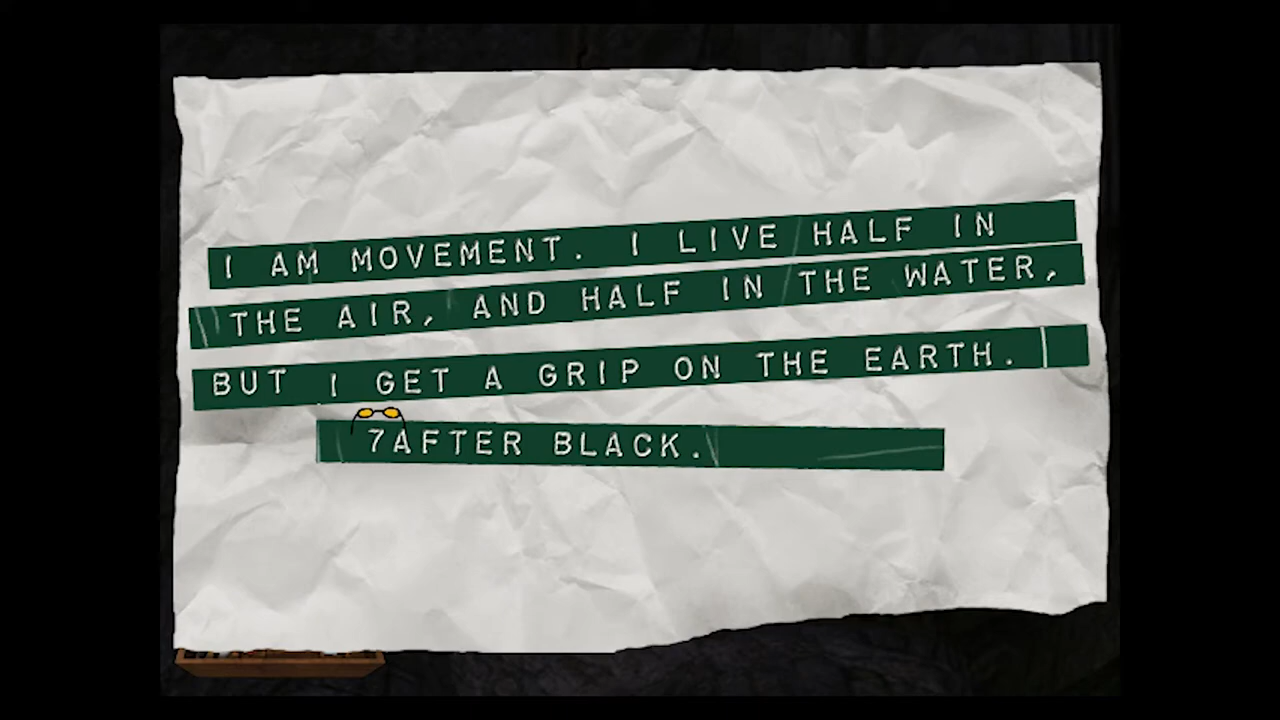 I AM MOVEMENT. I LIVE HALF IN
THE AIR, AND HALF IN THE WATER,
BUT I GET A GRIP ON THE EARTH.
7AFTER BLACK.